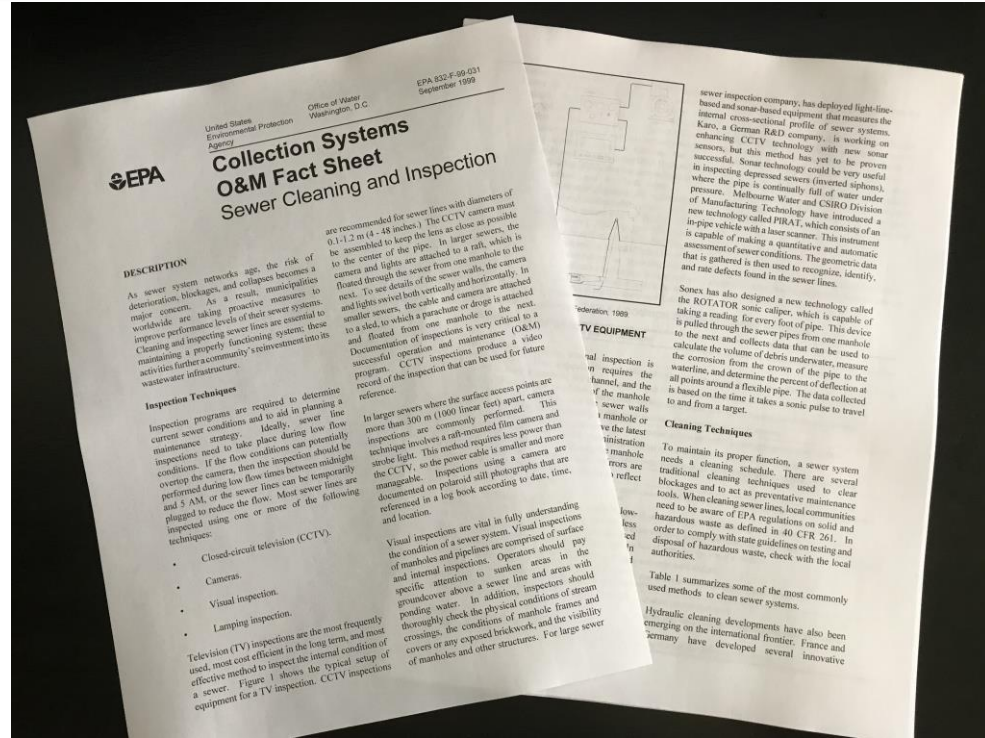 United States
Environmental Protection
Agency
Office of Water
Washington, D.C.
EPA 832-F-99-031
September 1999
EPA
Collection Systems
O&M Fact Sheet
Sewer Cleaning and Inspection
DESCRIPTION
As sewer system networks age, the risk of
deterioration, blockages, and collapses becomes a
major concern. As a result, municipalities
worldwide are taking proactive measures to
improve performance levels of their sewer systems.
Cleaning and inspecting sewer lines are essential to
maintaining a properly functioning system; these
activities further a community's reinvestment into its
wastewater infrastructure.
Inspection Techniques
Inspection programs are required to determine
current sewer conditions and to aid in planning a
maintenance strategy. Ideally, sewer line
inspections need to take place during low flow
conditions. If the flow conditions can potentially
overtop the camera, then the inspection should be
performed during low flow times between midnight
and 5 AM, or the sewer lines can be temporarily
plugged to reduce the flow. Most sewer lines are
inspected using one or more of the following
techniques:
• Closed-circuit television (CCTV).
• Cameras.
• Visual inspection.
• Lamping inspection.
Television (TV) inspections are the most frequently
used, most cost efficient in the long term, and most
effective method to inspect the internal condition of
a sewer. Figure 1 shows the typical setup of
equipment for a TV inspection. CCTV inspections
are recommended for sewer lines with diameters of
0.1-1.2 m (4 - 48 inches.) The CCTV camera must
be assembled to keep the lens as close as possible
to the center of the pipe. In larger sewers, the
camera and lights are attached to a raft, which is
floated through the sewer from one manhole to the
next. To see details of the sewer walls, the camera
and lights swivel both vertically and horizontally. In
smaller sewers, the cable and camera are attached
to a sled, to which a parachute or droge is attached
and floated from one manhole to the next.
Documentation of inspections is very critical to a
successful operation and maintenance (O&M)
program. CCTV inspections produce a video
record of the inspection that can be used for future
reference.
In larger sewers where the surface access points are
more than 300 m (1000 linear feet) apart, camera
inspections are commonly performed. This
technique involves a raft-mounted film camera and
strobe light. This method requires less power than
the CCTV, so the power cable is smaller and more
manageable. Inspections using a camera are
documented on polaroid still photographs that are
referenced in a log book according to date, time,
and location.
Visual inspections are vital in fully understanding
the condition of a sewer system. Visual inspections
of manholes and pipelines are comprised of surface
and internal inspections. Operators should pay
specific attention to sunken areas in the
groundcover above a sewer line and areas with
ponding water. In addition, inspectors should
thoroughly check the physical conditions of stream
crossings, the conditions of manhole frames and
covers or any exposed brickwork, and the visibility
of manholes and other structures. For large sewer
Federation, 1989
TV EQUIPMENT
inspection is
requires the
and the
of the manhole
sewer walls
manhole or
the latest
manhole
are
reflect
less
sewer inspection company, has deployed light-line-
based and sonar-based equipment that measures the
internal cross-sectional profile of sewer systems.
Karo, a German R&D company, is working on
enhancing CCTV technology with new sonar
sensors, but this method has yet to be proven
successful. Sonar technology could be very useful
in inspecting depressed sewers (inverted siphons),
where the pipe is continually full of water under
pressure. Melbourne Water and CSIRO Division
of Manufacturing Technology have introduced a
new technology called PIRAT, which consists of an
in-pipe vehicle with a laser scanner. This instrument
is capable of making a quantitative and automatic
assessment of sewer conditions. The geometric data
that is gathered is then used to recognize, identify,
and rate defects found in the sewer lines.
Sonex has also designed a new technology called
the ROTATOR sonic caliper, which is capable of
taking a reading for every foot of pipe. This device
is pulled through the sewer pipes from one manhole
to the next and collects data that can be used to
calculate the volume of debris underwater, measure
the corrosion from the crown of the pipe to the
waterline, and determine the percent of deflection at
all points around a flexible pipe. The data collected
is based on the time it takes a sonic pulse to travel
to and from a target.
Cleaning Techniques
To maintain its proper function, a sewer system
needs a cleaning schedule. There are several
traditional cleaning techniques used to clear
blockages and to act as preventative maintenance
tools. When cleaning sewer lines, local communities
need to be aware of EPA regulations on solid and
hazardous waste as defined in 40 CFR 261. In
order to comply with state guidelines on testing and
disposal of hazardous waste, check with the local
authorities.
Table 1 summarizes some of the most commonly
used methods to clean sewer systems.
Hydraulic cleaning developments have also been
emerging on the international frontier. France and
Germany have developed several innovative